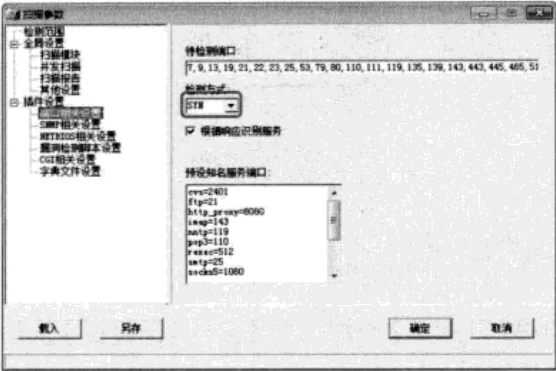 扫描参数
检测范围
全局设置
扫描模块
并发扫描
扫描报告
其他设置
插件设置
SNMP相关设置
NETBIOS相关设置
漏洞检测脚本设置
CGI相关设置
字典文件设置
待检测端口:
7, 9, 13, 19, 21, 22, 23, 25, 53, 79, 80, 110, 111, 119, 135, 139, 143, 443, 445, 465, 51
检测方式:
SYN
根据响应识别服务
预设知名服务端口:
cvs=2401
ftp=21
http_proxy=8080
imap=143
nntp=119
pop3=110
rexec=512
smtp=25
socks5=1080
载入
另存
确定
取消